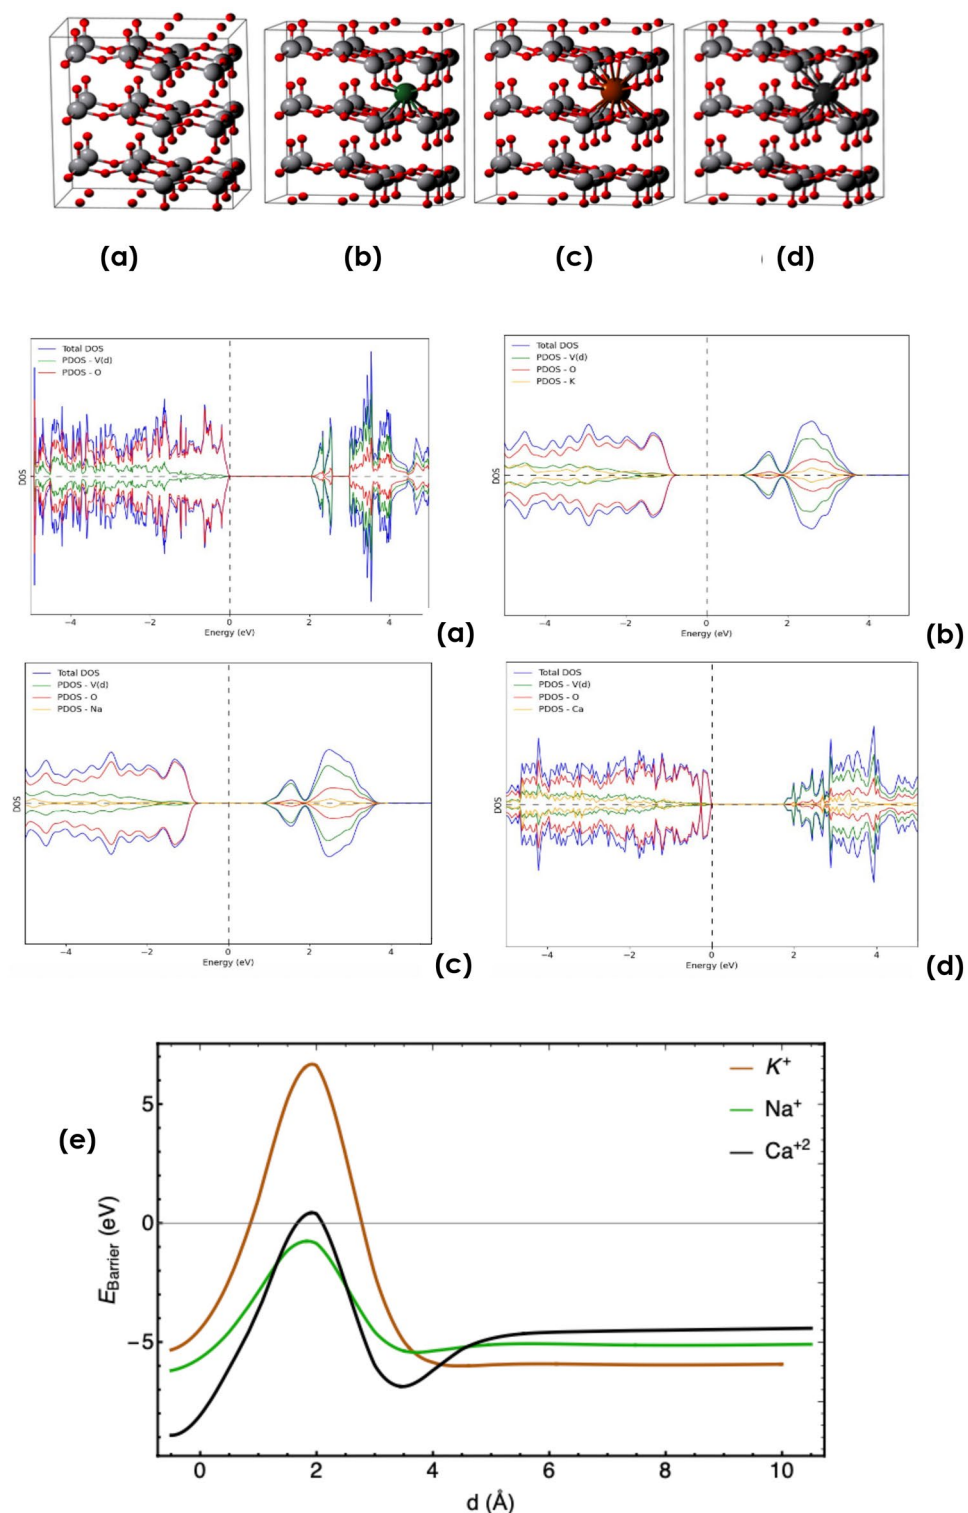 (a)
(b)
(c)
(d)
Total DOS
PDOS - V(d)
PDOS - O
DOS
−4
−2
0
2
4
Energy (eV)
(a)
Total DOS
PDOS - V(d)
PDOS - O
PDOS - K
−4
−2
0
2
4
Energy (eV)
(b)
Total DOS
PDOS - V(d)
PDOS - O
PDOS - Na
DOS
−4
−2
0
2
4
Energy (eV)
(c)
Total DOS
PDOS - V(d)
PDOS - O
PDOS - Ca
DOS
−4
−2
0
2
4
Energy (eV)
(d)
(e)
K+
Na+
Ca+2
5
0
−5
EBarrier (eV)
0
2
4
6
8
10
d (Å)